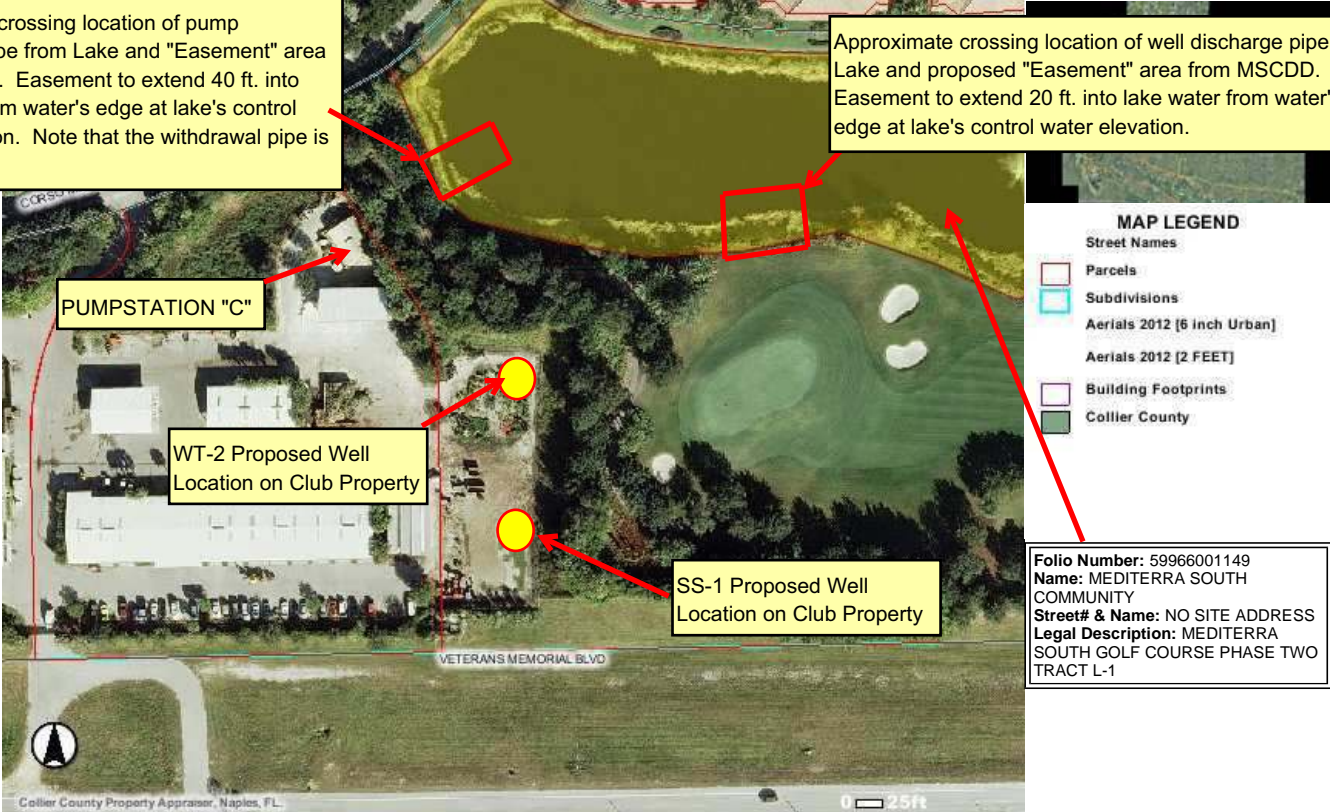 crossing location of pump
pe from Lake and "Easement" area
. Easement to extend 40 ft. into
m water's edge at lake's control
on. Note that the withdrawal pipe is
Approximate crossing location of well discharge pipe
Lake and proposed "Easement" area from MSCDD.
Easement to extend 20 ft. into lake water from water'
edge at lake's control water elevation.
PUMPSTATION "C"
WT-2 Proposed Well
Location on Club Property
SS-1 Proposed Well
Location on Club Property
VETERANS MEMORIAL BLVD
MAP LEGEND
Street Names
Parcels
Subdivisions
Aerials 2012 [6 inch Urban]
Aerials 2012 [2 FEET]
Building Footprints
Collier County
Folio Number: 59966001149
Name: MEDITERRA SOUTH
COMMUNITY
Street# & Name: NO SITE ADDRESS
Legal Description: MEDITERRA
SOUTH GOLF COURSE PHASE TWO
TRACT L-1
Collier County Property Appraiser, Naples, FL.
0 25ft